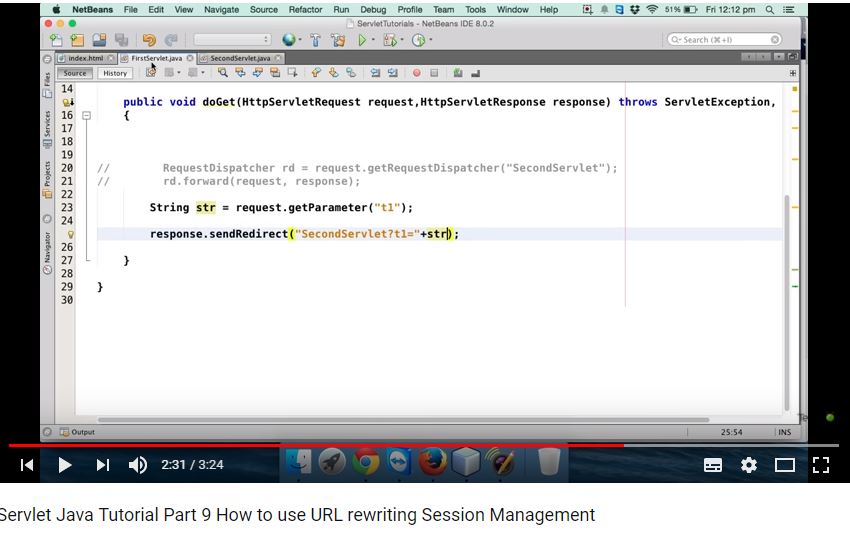 NetBeans File Edit View Navigate Source Refactor Run Debug Profile Team Tools Window Help 51% Fri 12:12 pm
ServletTutorials - NetBeans IDE 8.0.2
Search (⌘+I)
index.html FirstServlet.java SecondServlet.java
Source History
Files
Services
Projects
Navigator
14
public void doGet(HttpServletRequest request,HttpServletResponse response) throws ServletException,
16 {
17
18
19
20 // RequestDispatcher rd = request.getRequestDispatcher("SecondServlet");
21 // rd.forward(request, response);
22
23 String str = request.getParameter("t1");
24
response.sendRedirect("SecondServlet?t1="+str);
26
27 }
28
29 }
30
Te
Output 25:54 INS
2:31 / 3:24
Servlet Java Tutorial Part 9 How to use URL rewriting Session Management